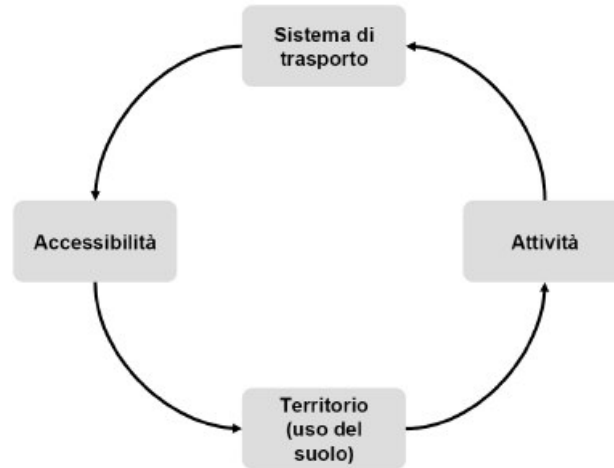 Sistema di
trasporto
Accessibilità
Attività
Territorio
(uso del
suolo)